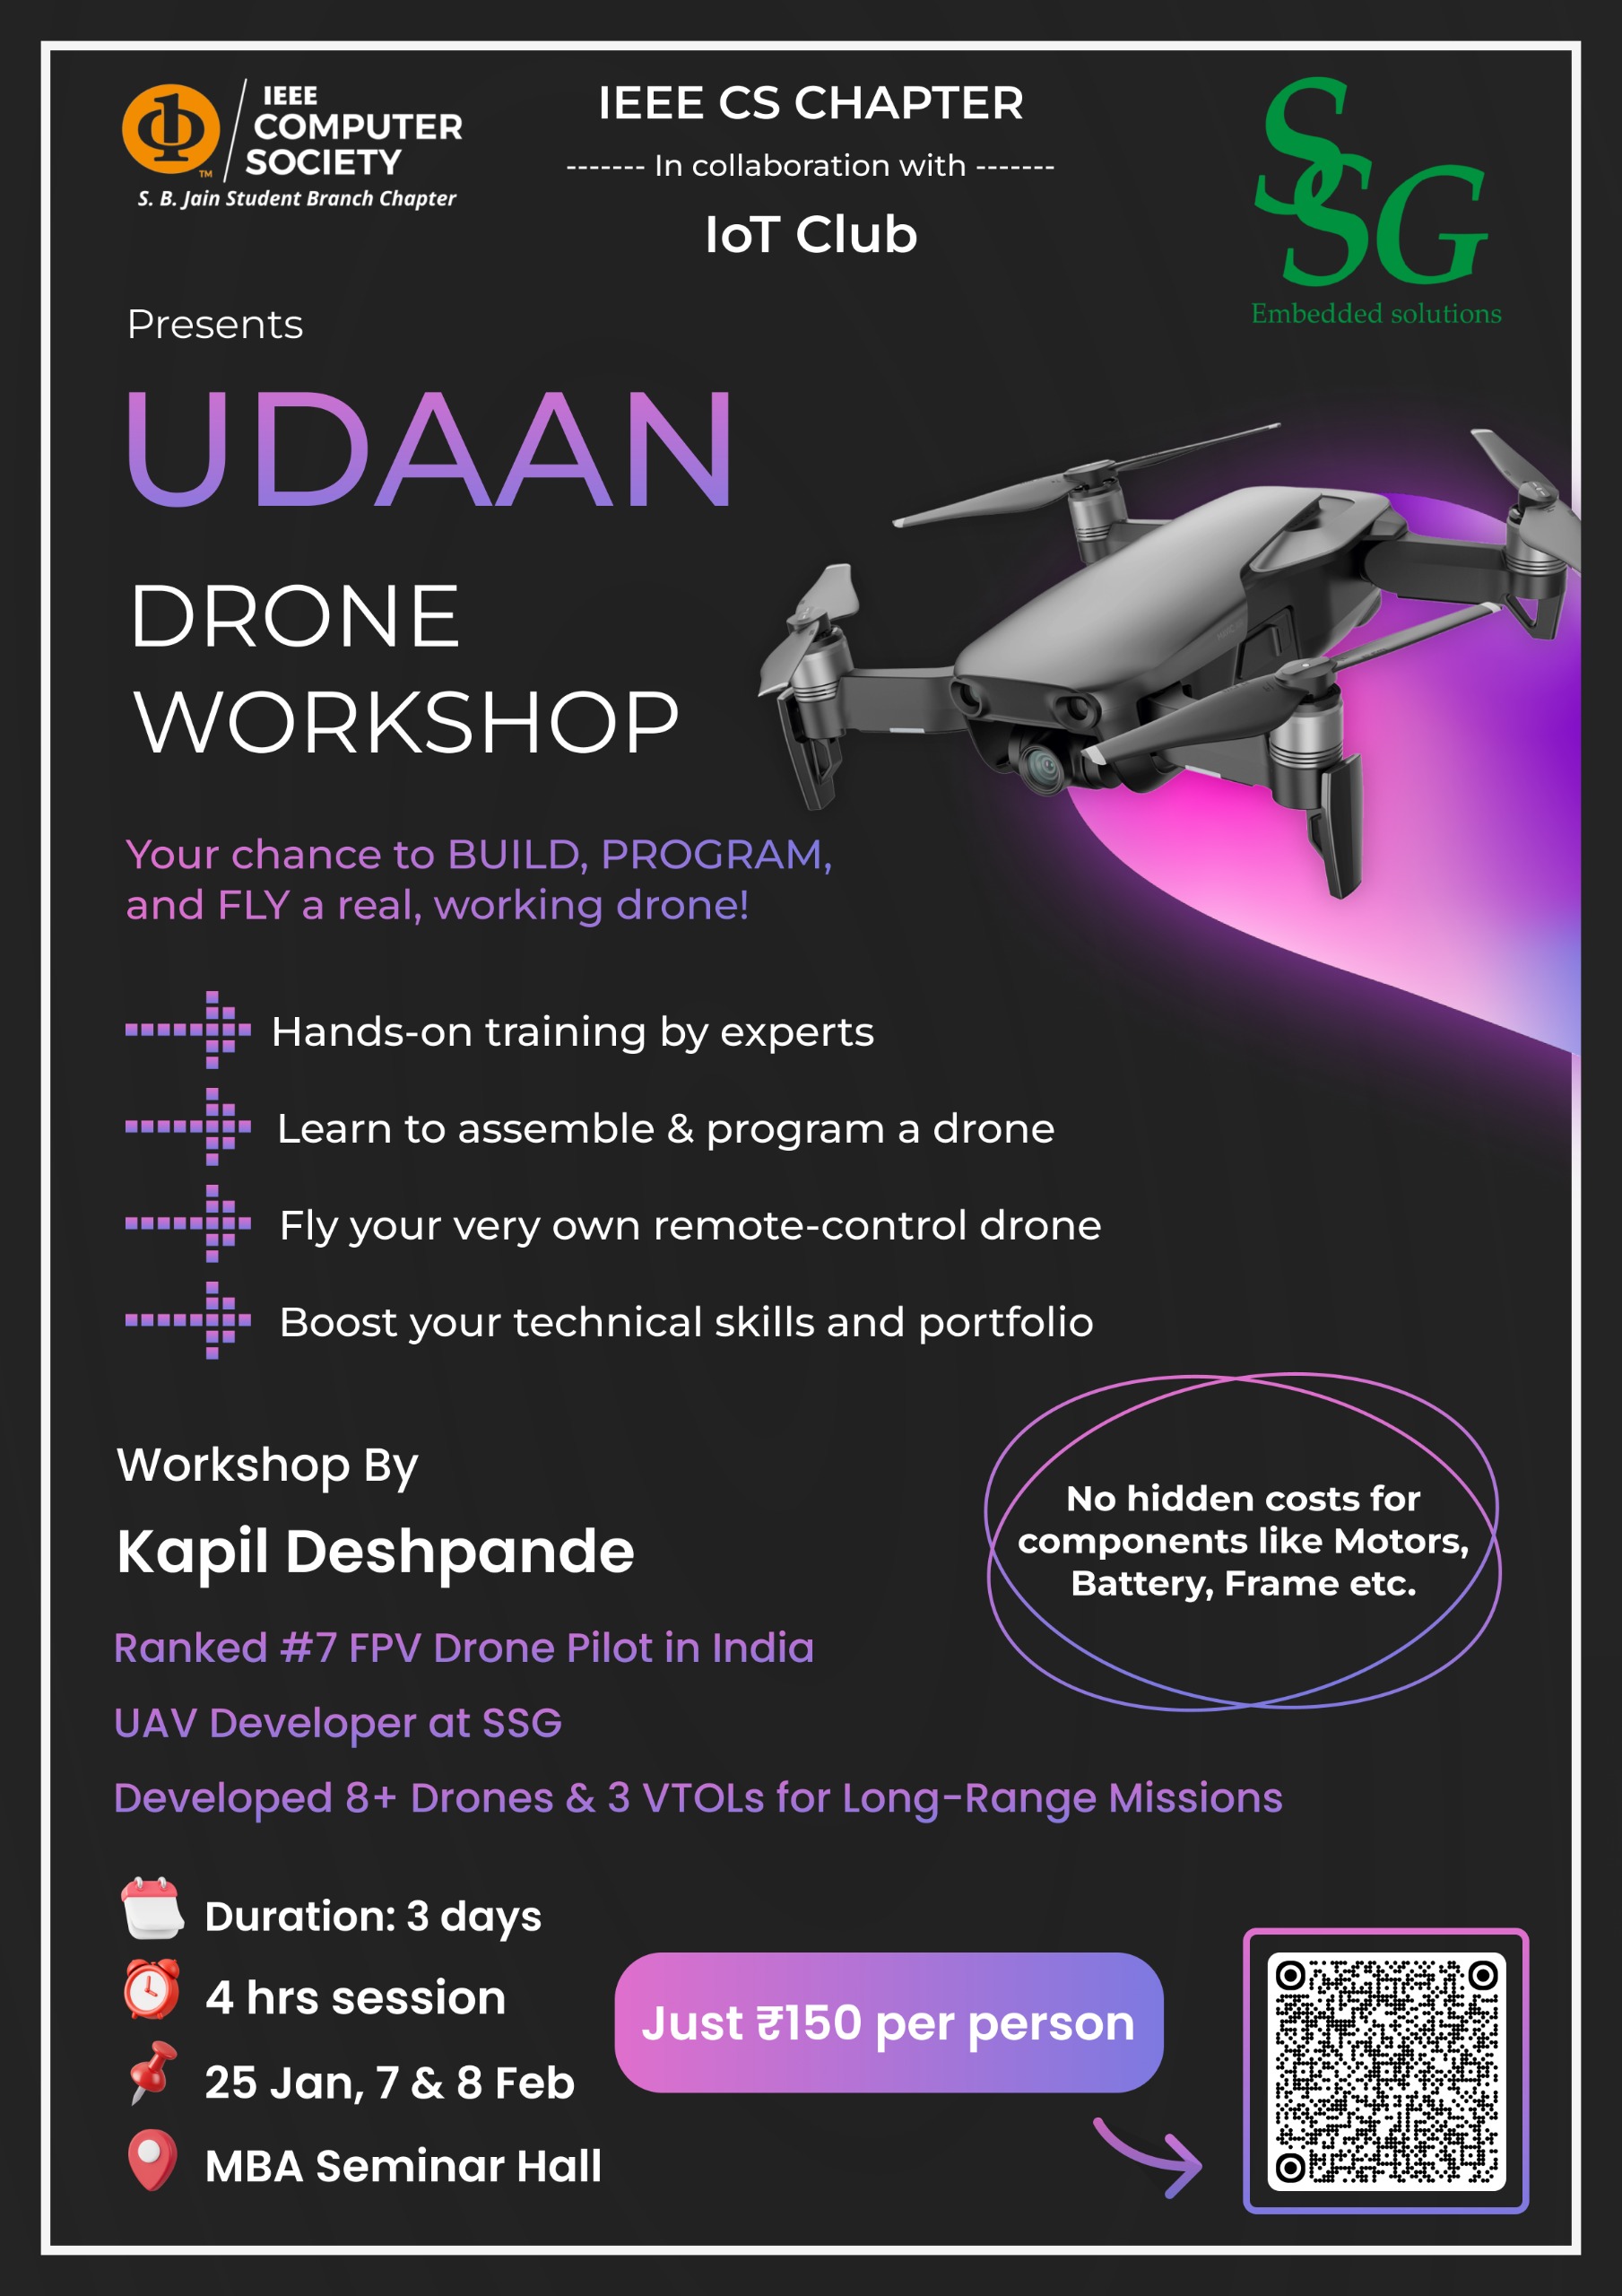 IEEE
COMPUTER
SOCIETY
TM
S. B. Jain Student Branch Chapter
IEEE CS CHAPTER
------- In collaboration with -------
IoT Club
SSG
Embedded solutions
Presents
UDAAN
DRONE
WORKSHOP
Your chance to BUILD, PROGRAM,
and FLY a real, working drone!
Hands-on training by experts
Learn to assemble & program a drone
Fly your very own remote-control drone
Boost your technical skills and portfolio
Workshop By
Kapil Deshpande
Ranked #7 FPV Drone Pilot in India
UAV Developer at SSG
Developed 8+ Drones & 3 VTOLs for Long-Range Missions
No hidden costs for
components like Motors,
Battery, Frame etc.
Duration: 3 days
4 hrs session
25 Jan, 7 & 8 Feb
MBA Seminar Hall
Just ₹150 per person